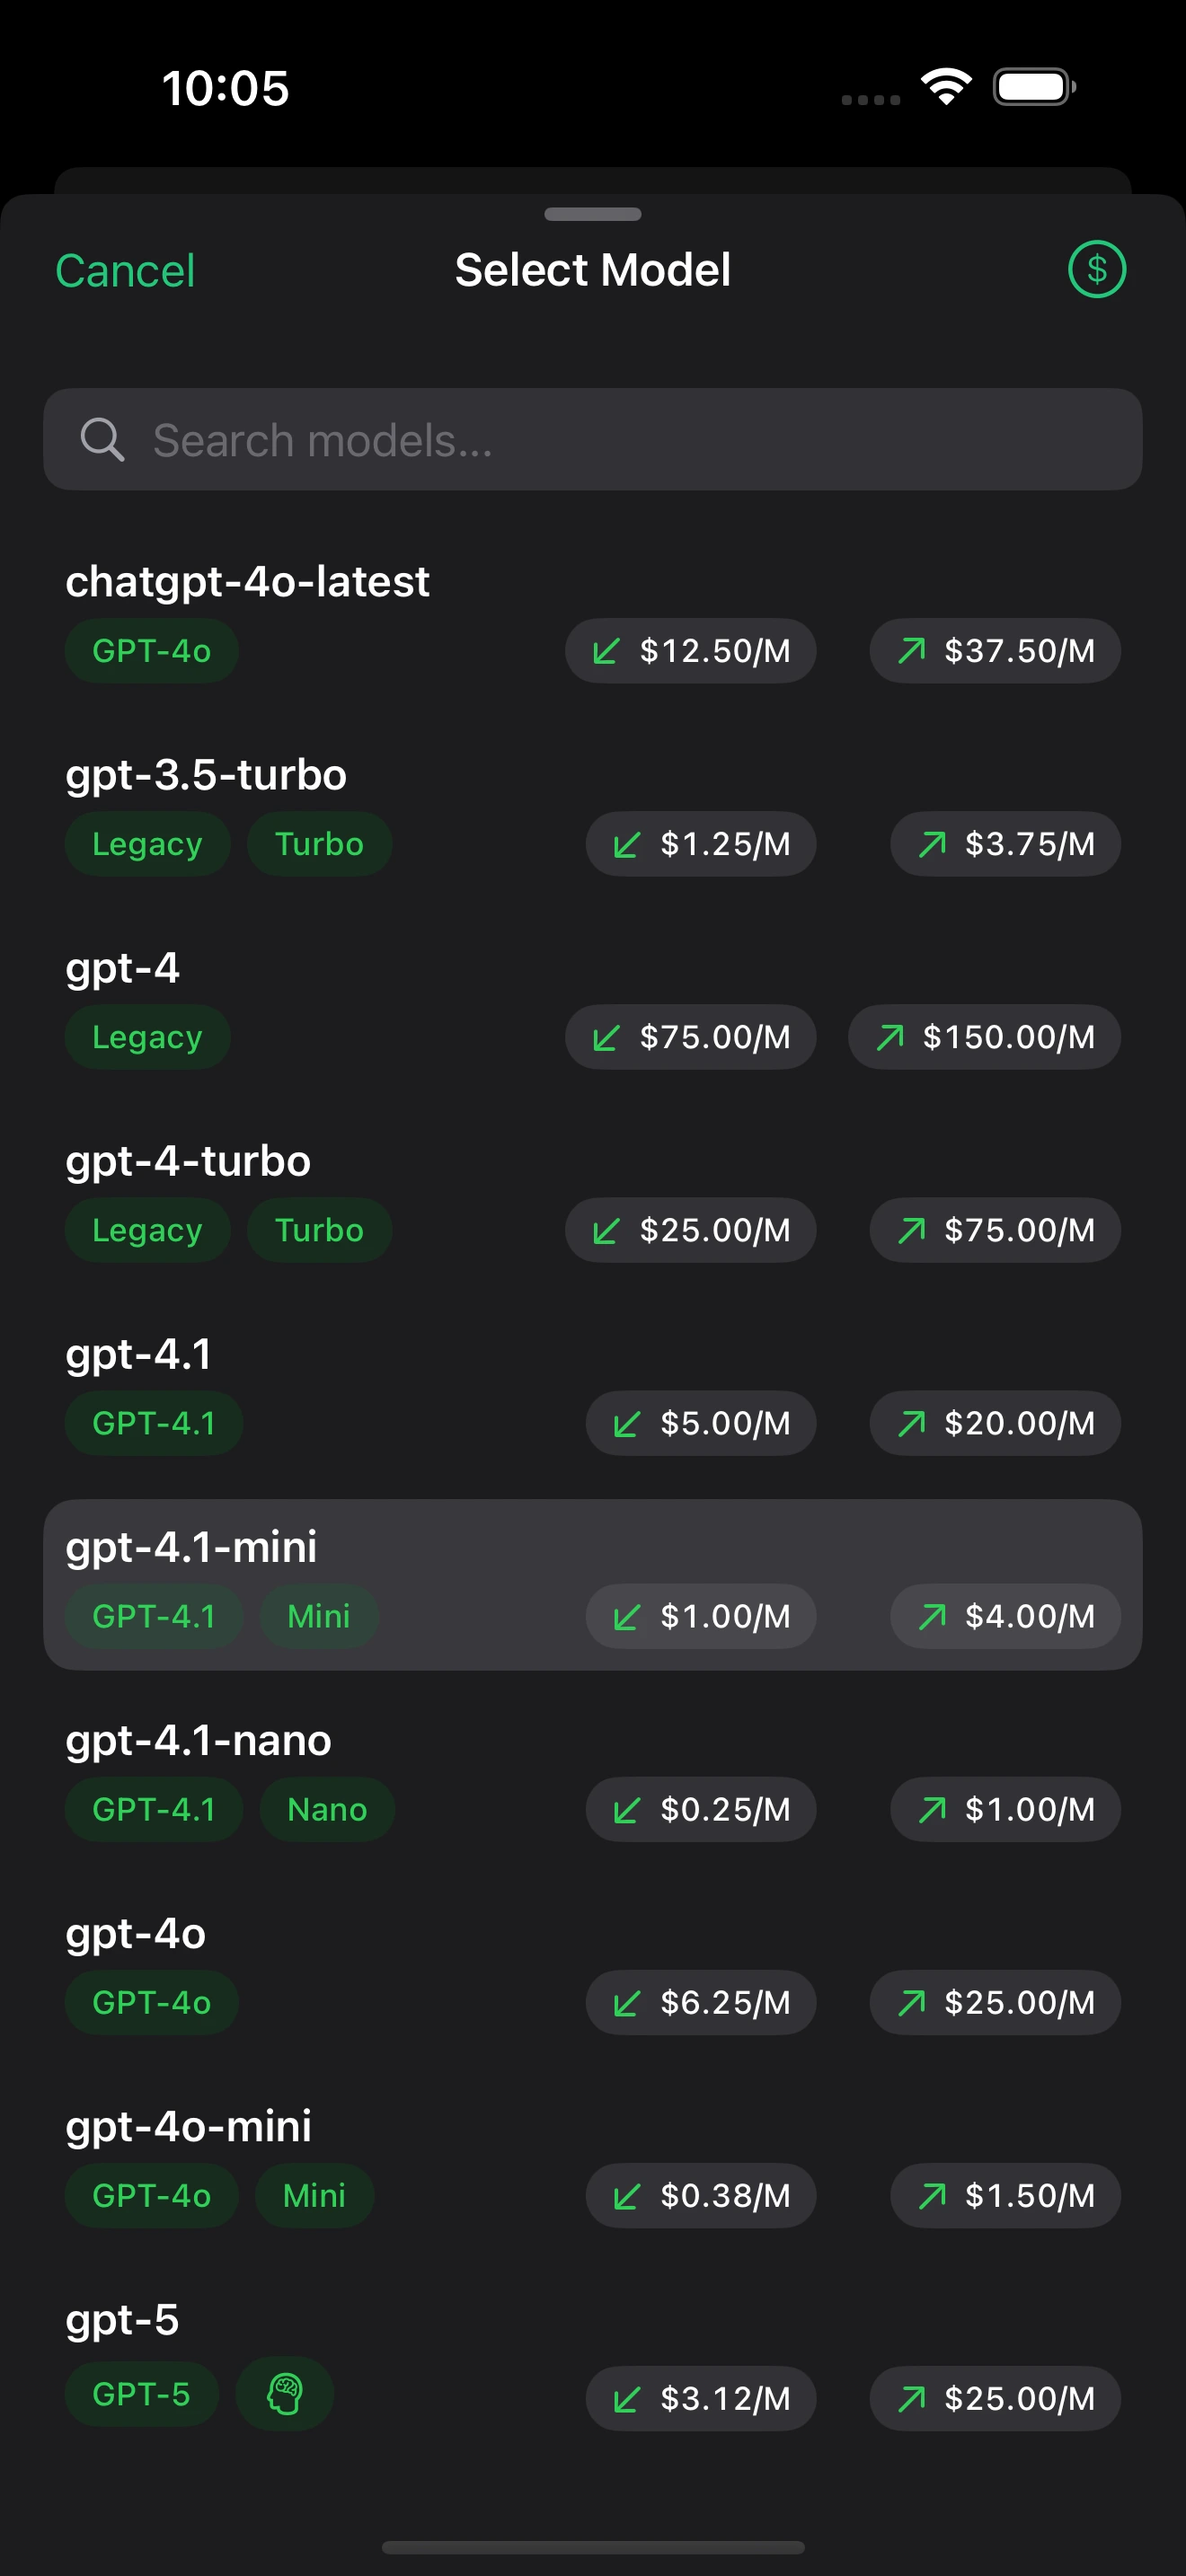 10:05
Cancel Select Model $
Search models...
chatgpt-4o-latest
GPT-4o $12.50/M $37.50/M
gpt-3.5-turbo
Legacy Turbo $1.25/M $3.75/M
gpt-4
Legacy $75.00/M $150.00/M
gpt-4-turbo
Legacy Turbo $25.00/M $75.00/M
gpt-4.1
GPT-4.1 $5.00/M $20.00/M
gpt-4.1-mini
GPT-4.1 Mini $1.00/M $4.00/M
gpt-4.1-nano
GPT-4.1 Nano $0.25/M $1.00/M
gpt-4o
GPT-4o $6.25/M $25.00/M
gpt-4o-mini
GPT-4o Mini $0.38/M $1.50/M
gpt-5
GPT-5 $3.12/M $25.00/M